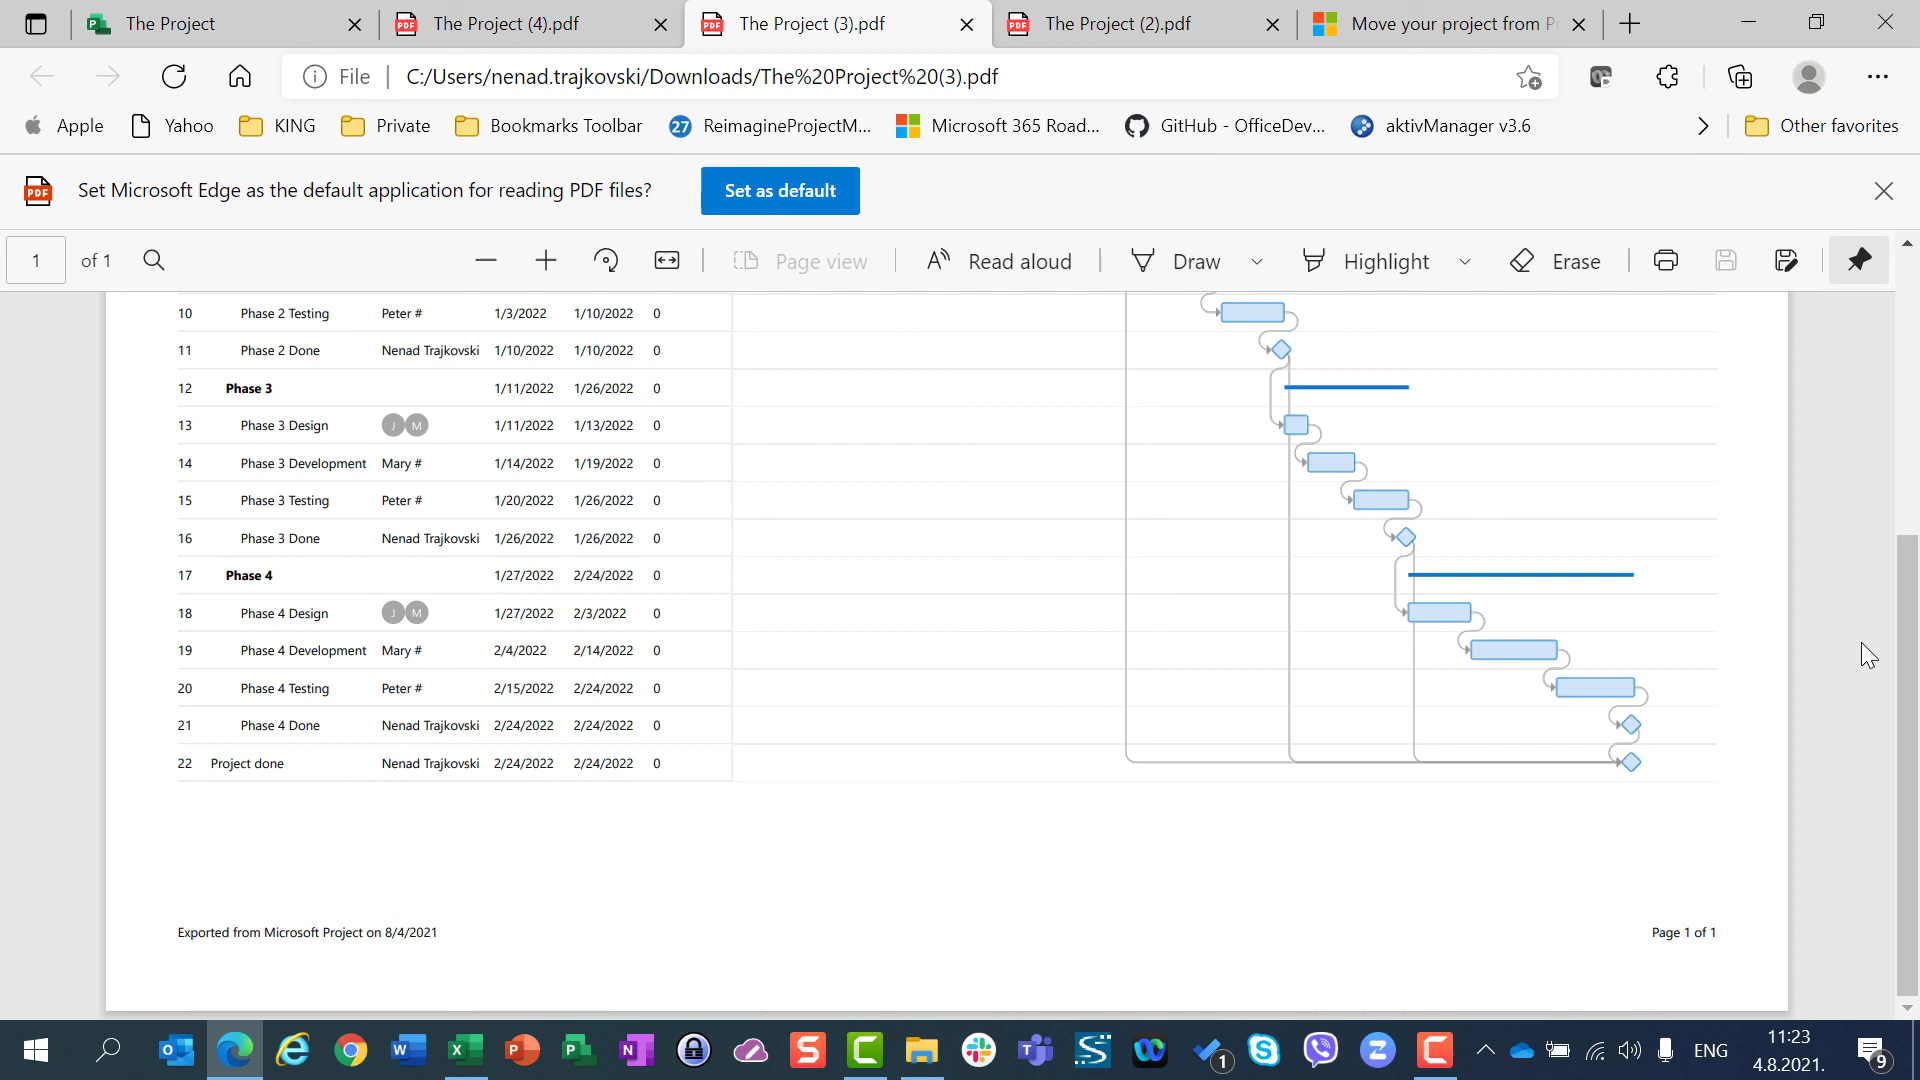 The Project
The Project (4).pdf
The Project (3).pdf
The Project (2).pdf
Move your project from P
File
C:/Users/nenad.trajkovski/Downloads/The%20Project%20(3).pdf
Apple
Yahoo
KING
Private
Bookmarks Toolbar
27 ReimagineProjectM...
Microsoft 365 Road...
GitHub - OfficeDev...
aktivManager v3.6
Other favorites
PDF Set Microsoft Edge as the default application for reading PDF files? Set as default
1 of 1 Page view Read aloud Draw Highlight Erase
10 Phase 2 Testing Peter # 1/3/2022 1/10/2022 0
11 Phase 2 Done Nenad Trajkovski 1/10/2022 1/10/2022 0
12 Phase 3 1/11/2022 1/26/2022 0
13 Phase 3 Design J M 1/11/2022 1/13/2022 0
14 Phase 3 Development Mary # 1/14/2022 1/19/2022 0
15 Phase 3 Testing Peter # 1/20/2022 1/26/2022 0
16 Phase 3 Done Nenad Trajkovski 1/26/2022 1/26/2022 0
17 Phase 4 1/27/2022 2/24/2022 0
18 Phase 4 Design J M 1/27/2022 2/3/2022 0
19 Phase 4 Development Mary # 2/4/2022 2/14/2022 0
20 Phase 4 Testing Peter # 2/15/2022 2/24/2022 0
21 Phase 4 Done Nenad Trajkovski 2/24/2022 2/24/2022 0
22 Project done Nenad Trajkovski 2/24/2022 2/24/2022 0
Exported from Microsoft Project on 8/4/2021 Page 1 of 1
ENG
11:23
4.8.2021.
1
9